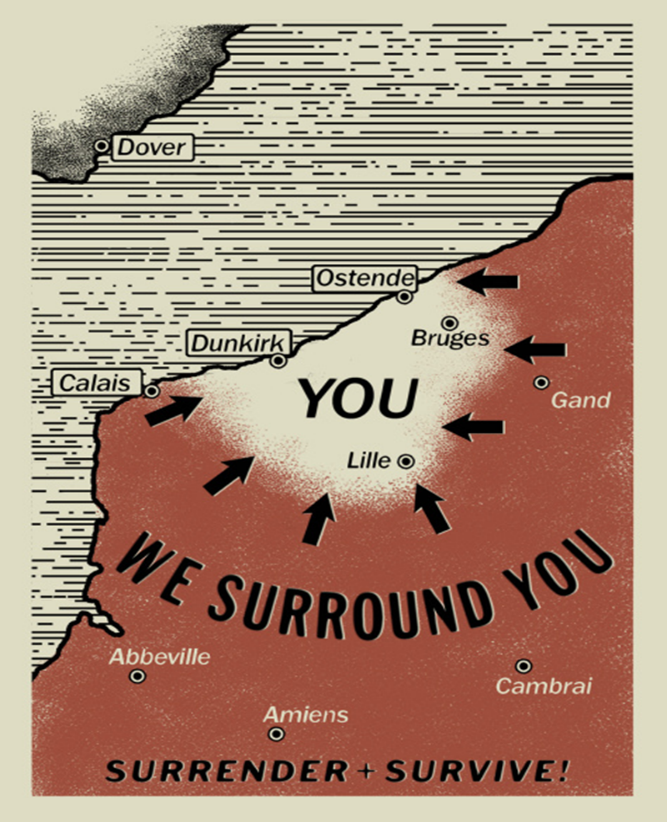 Dover
Ostende
Bruges
Dunkirk
Calais
YOU
Gand
Lille
WE SURROUND YOU
Abbeville
Cambrai
Amiens
SURRENDER + SURVIVE!